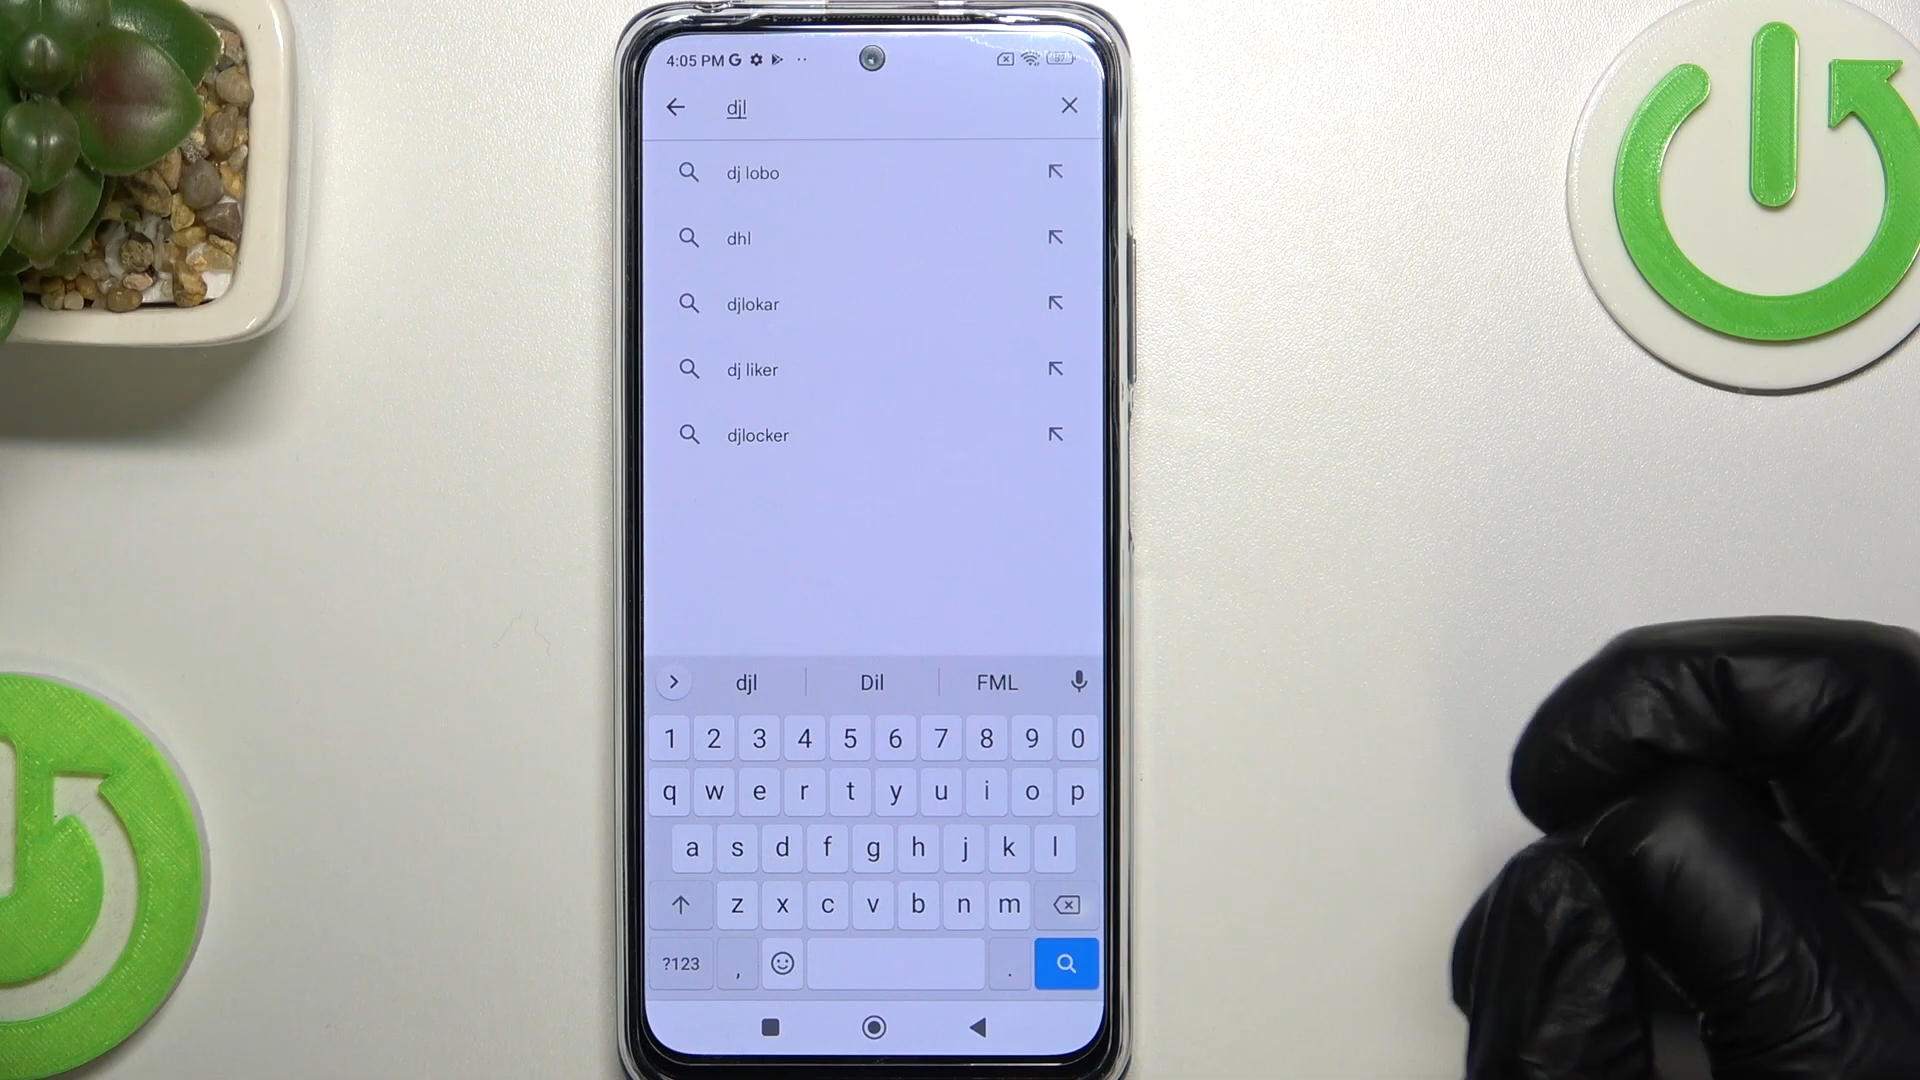 4:05 PM G 57
djl
dj lobo
dhl
djlokar
dj liker
djlocker
djl Dil FML
1 2 3 4 5 6 7 8 9 0
q w e r t y u i o p
a s d f g h j k l
z x c v b n m
?123 , .